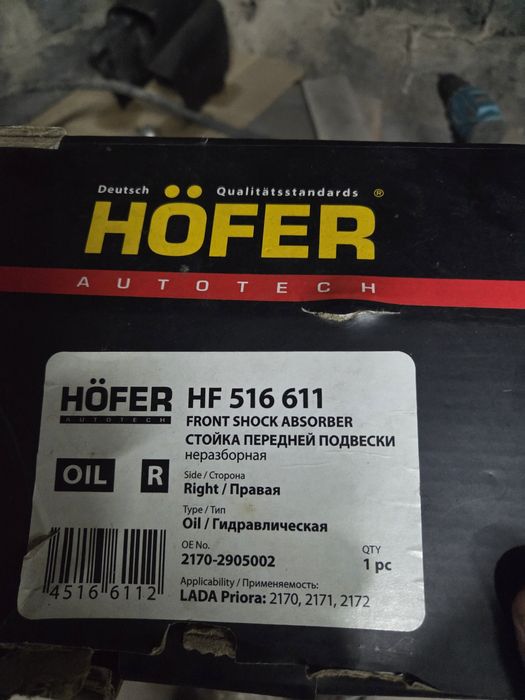 Deutsch Qualitätsstandards ®
HÖFER
AUTOTECH
HÖFER
AUTOTECH
HF 516 611
FRONT SHOCK ABSORBER
СТОЙКА ПЕРЕДНЕЙ ПОДВЕСКИ
неразборная
OIL R
Side / Сторона
Right / Правая
Type / Тип
Oil / Гидравлическая
OE No.
2170-2905002
QTY
1 pc
Applicability / Применяемость:
LADA Priora: 2170, 2171, 2172
45166112